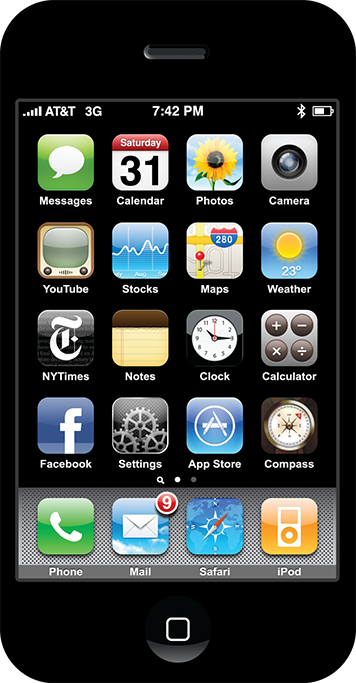 AT&T 3G 7:42 PM
Saturday
31
280
23°
Messages Calendar Photos Camera
YouTube Stocks Maps Weather
NYTimes Notes Clock Calculator
Facebook Settings App Store Compass
9
Phone Mail Safari iPod